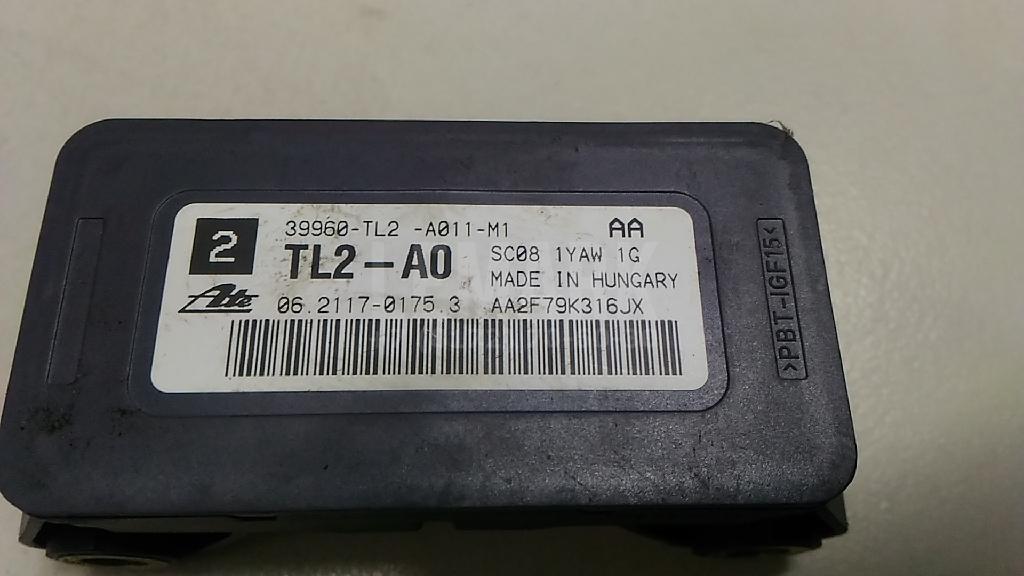 2
39960-TL2 -A011-M1
AA
TL2-A0
SC08 1YAW 1G
MADE IN HUNGARY
Ate
06.2117-0175.3
AA2F79K316JX
>PBT-IGF15<